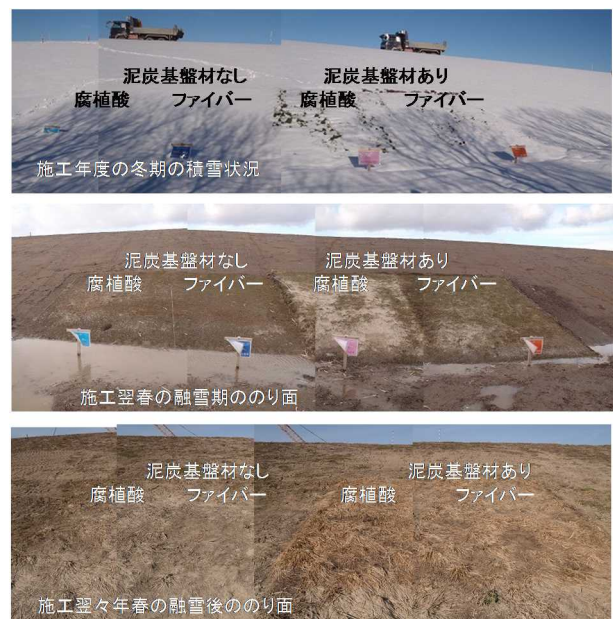 泥炭基盤材なし 泥炭基盤材あり
腐植酸 ファイバー 腐植酸 ファイバー
施工年度の冬期の積雪状況
泥炭基盤材なし 泥炭基盤材あり
腐植酸 ファイバー 腐植酸 ファイバー
施工翌春の融雪期ののり面
泥炭基盤材なし 泥炭基盤材あり
腐植酸 ファイバー 腐植酸 ファイバー
施工翌々年春の融雪後ののり面